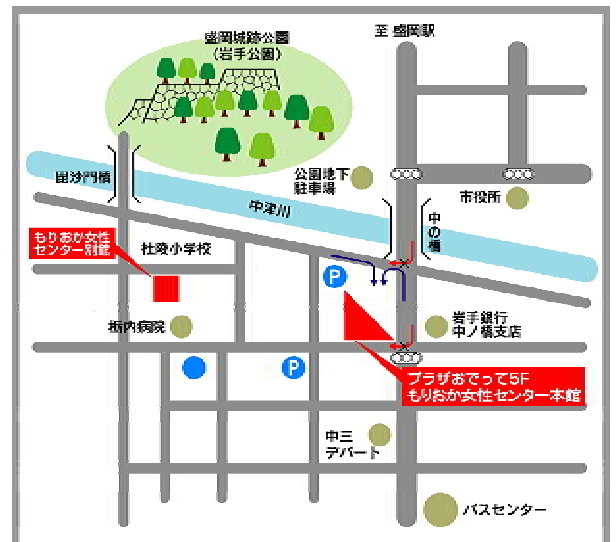 盛岡城跡公園
(岩手公園)
至 盛岡駅
毘沙門橋
公園地下
駐車場
市役所
中津川
中の橋
もりおか女性
センター別館
杜陵小学校
P
栃内病院
岩手銀行
中ノ橋支店
P
プラザおでって5F
もりおか女性センター本館
中三
デパート
バスセンター